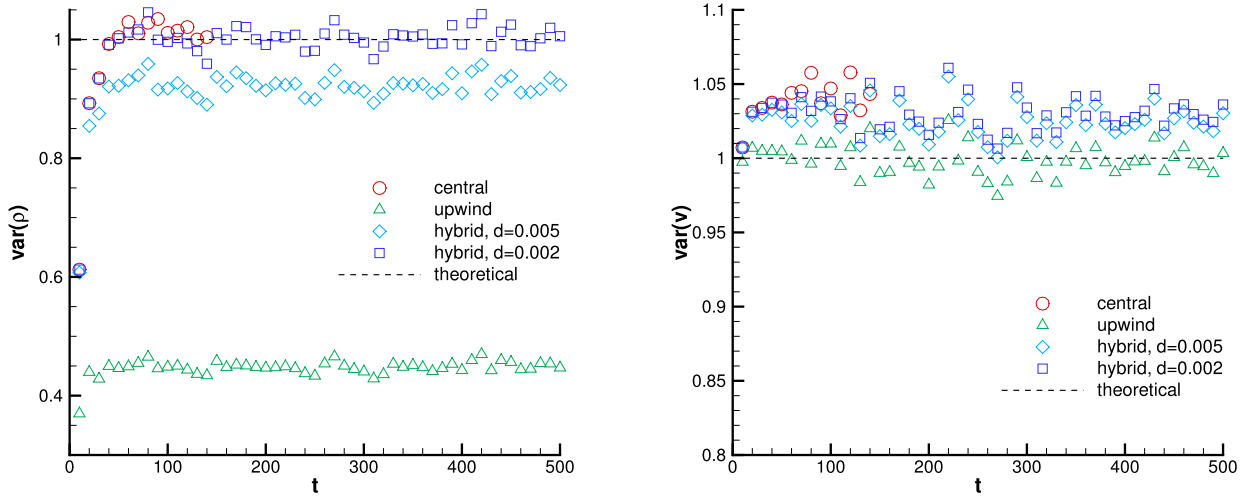 1
0.8
0.6
0.4
0
100
200
300
400
500
t
var(ρ)
central
upwind
hybrid, d=0.005
hybrid, d=0.002
theoretical
1.1
1.05
1
0.95
0.9
0.85
0.8
0
100
200
300
400
500
t
var(v)
central
upwind
hybrid, d=0.005
hybrid, d=0.002
theoretical